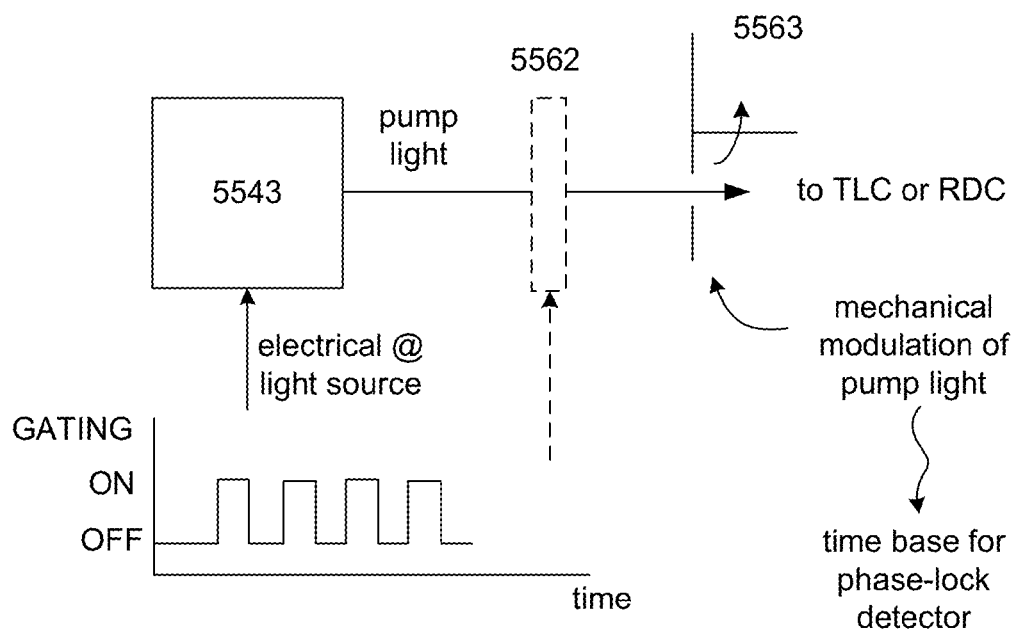 5563
5562
pump
light
5543
to TLC or RDC
electrical @
light source
mechanical
modulation of
pump light
GATING
ON
OFF
time
time base for
phase-lock
detector